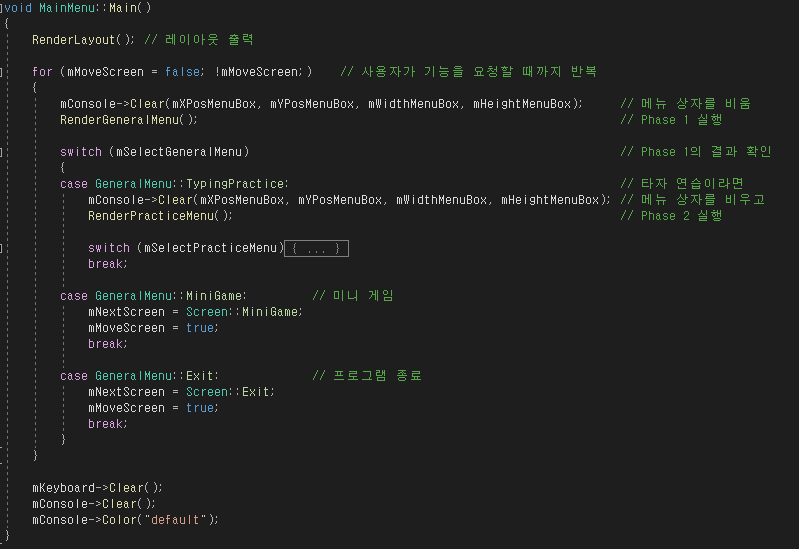 void MainMenu::Main()
{
RenderLayout(); // 레이아웃 출력
for (mMoveScreen = false; !mMoveScreen;) // 사용자가 기능을 요청할 때까지 반복
{
mConsole->Clear(mXPosMenuBox, mYPosMenuBox, mWidthMenuBox, mHeightMenuBox); // 메뉴 상자를 비움
RenderGeneralMenu(); // Phase 1 실행
switch (mSelectGeneralMenu) // Phase 1의 결과 확인
{
case GeneralMenu::TypingPractice: // 타자 연습이라면
mConsole->Clear(mXPosMenuBox, mYPosMenuBox, mWidthMenuBox, mHeightMenuBox); // 메뉴 상자를 비우고
RenderPracticeMenu(); // Phase 2 실행
switch (mSelectPracticeMenu){ ... }
break;
case GeneralMenu::MiniGame: // 미니 게임
mNextScreen = Screen::MiniGame;
mMoveScreen = true;
break;
case GeneralMenu::Exit: // 프로그램 종료
mNextScreen = Screen::Exit;
mMoveScreen = true;
break;
}
}
mKeyboard->Clear();
mConsole->Clear();
mConsole->Color("default");
}